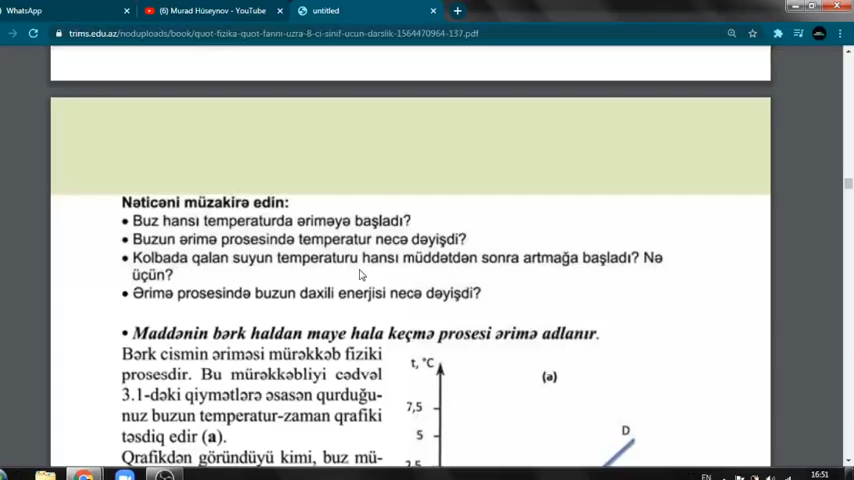 WhatsApp
(6) Murad Hüseynov - YouTube
untitled
trims.edu.az/noduploads/book/quot-fizika-quot-fanni-uzra-8-ci-sinif-ucun-darslik-1564470964-137.pdf
Nəticəni müzakirə edin:
• Buz hansı temperaturda əriməyə başladı?
• Buzun ərimə prosesində temperatur necə dəyişdi?
• Kolbada qalan suyun temperaturu hansı müddətdən sonra artmağa başladı? Nə
üçün?
• Ərimə prosesində buzun daxili enerjisi necə dəyişdi?
• Maddənin bərk haldan maye hala keçmə prosesi ərimə adlanır.
Bərk cismin əriməsi mürəkkəb fiziki
prosesdir. Bu mürəkkəbliyi cədvəl
3.1-dəki qiymətlərə əsasən qurduğu-
nuz buzun temperatur-zaman qrafiki
təsdiq edir (a).
Qrafikdən göründüyü kimi, buz mü-
t, °C
(a)
7,5
5
D
2,5
EN
16:51